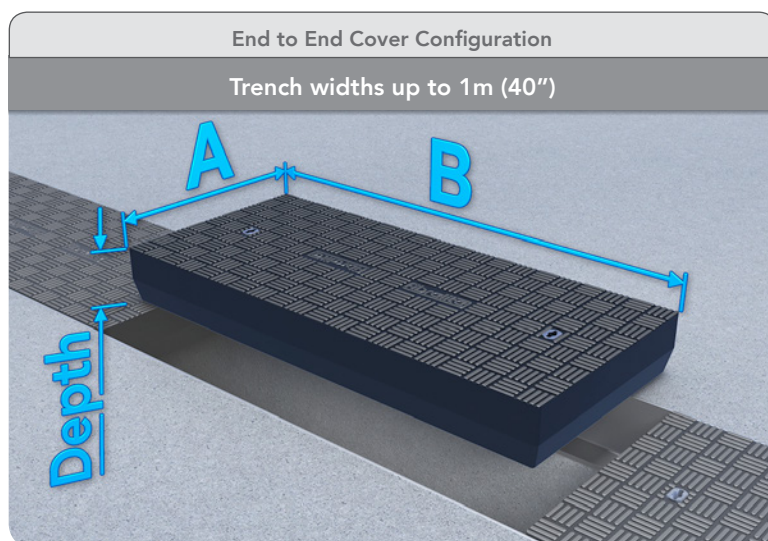 End to End Cover Configuration
Trench widths up to 1m (40”)
A
B
Depth